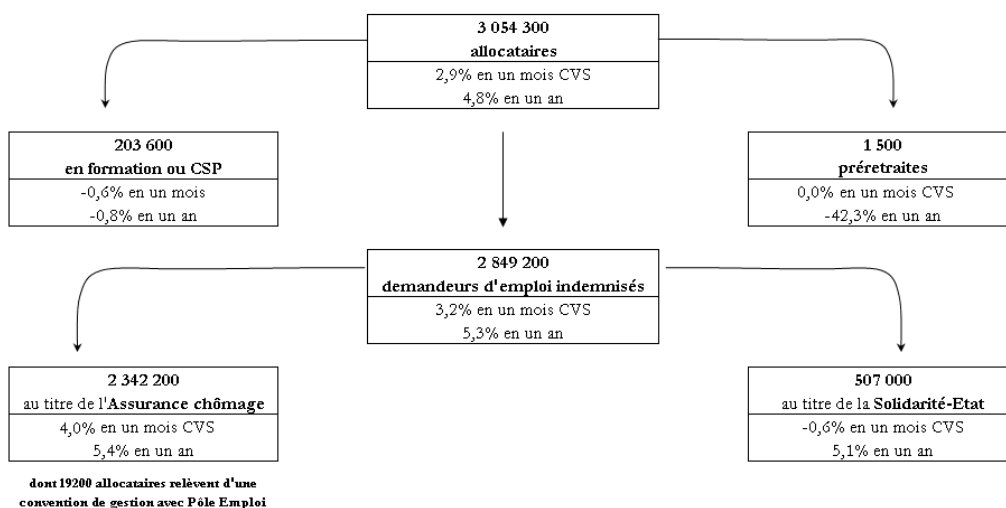 3 054 300
allocataires
2,9% en un mois CVS
4,8% en un an
203 600
en formation ou CSP
-0,6% en un mois
-0,8% en un an
1 500
préretraites
0,0% en un mois CVS
-42,3% en un an
2 849 200
demandeurs d'emploi indemnisés
3,2% en un mois CVS
5,3% en un an
2 342 200
au titre de l'Assurance chômage
4,0% en un mois CVS
5,4% en un an
507 000
au titre de la Solidarité-Etat
-0,6% en un mois CVS
5,1% en un an
dont 19200 allocataires relèvent d'une
convention de gestion avec Pôle Emploi